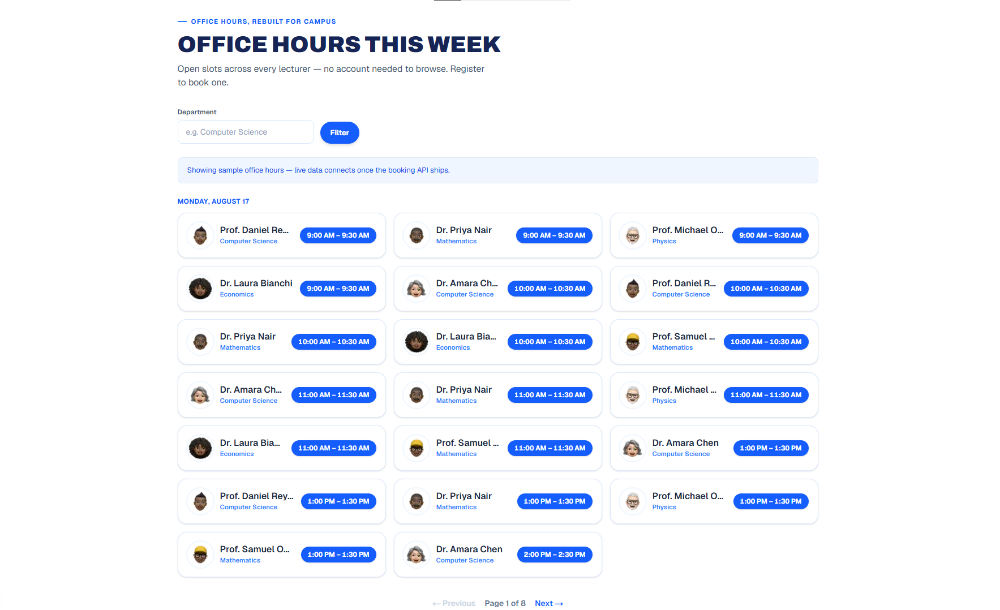 OFFICE HOURS, REBUILT FOR CAMPUS
OFFICE HOURS THIS WEEK
Open slots across every lecturer — no account needed to browse. Register
to book one.
Department
e.g. Computer Science
Filter
Showing sample office hours — live data connects once the booking API ships.
MONDAY, AUGUST 17
Prof. Daniel Re...
Computer Science
9:00 AM – 9:30 AM
Dr. Priya Nair
Mathematics
9:00 AM – 9:30 AM
Prof. Michael O...
Physics
9:00 AM – 9:30 AM
Dr. Laura Bianchi
Economics
9:00 AM – 9:30 AM
Dr. Amara Ch...
Computer Science
10:00 AM – 10:30 AM
Prof. Daniel R...
Computer Science
10:00 AM – 10:30 AM
Dr. Priya Nair
Mathematics
10:00 AM – 10:30 AM
Dr. Laura Bia...
Economics
10:00 AM – 10:30 AM
Prof. Samuel ...
Mathematics
10:00 AM – 10:30 AM
Dr. Amara Ch...
Computer Science
11:00 AM – 11:30 AM
Dr. Priya Nair
Mathematics
11:00 AM – 11:30 AM
Prof. Michael ...
Physics
11:00 AM – 11:30 AM
Dr. Laura Bia...
Economics
11:00 AM – 11:30 AM
Prof. Samuel ...
Mathematics
11:00 AM – 11:30 AM
Dr. Amara Chen
Computer Science
1:00 PM – 1:30 PM
Prof. Daniel Rey...
Computer Science
1:00 PM – 1:30 PM
Dr. Priya Nair
Mathematics
1:00 PM – 1:30 PM
Prof. Michael O...
Physics
1:00 PM – 1:30 PM
Prof. Samuel O...
Mathematics
1:00 PM – 1:30 PM
Dr. Amara Chen
Computer Science
2:00 PM – 2:30 PM
← Previous Page 1 of 8 Next →